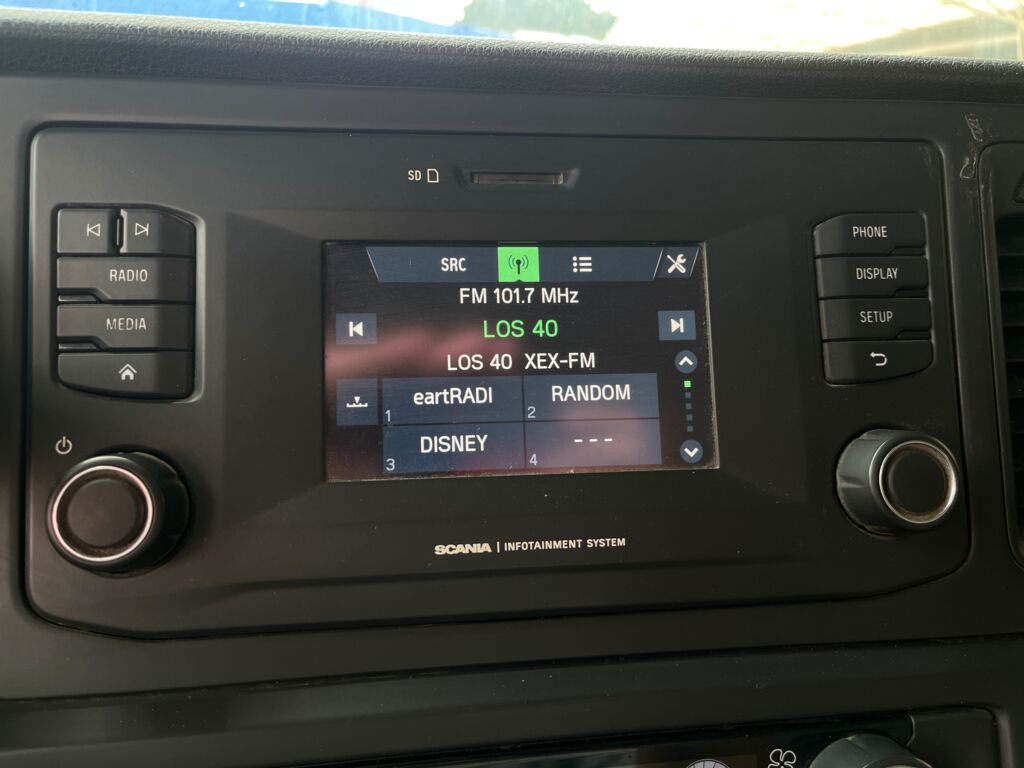 SD
RADIO
MEDIA
SRC
FM 101.7 MHz
LOS 40
LOS 40 XEX-FM
eartRADI
1
RANDOM
2
DISNEY
3
---
4
PHONE
DISPLAY
SETUP
SCANIA | INFOTAINMENT SYSTEM